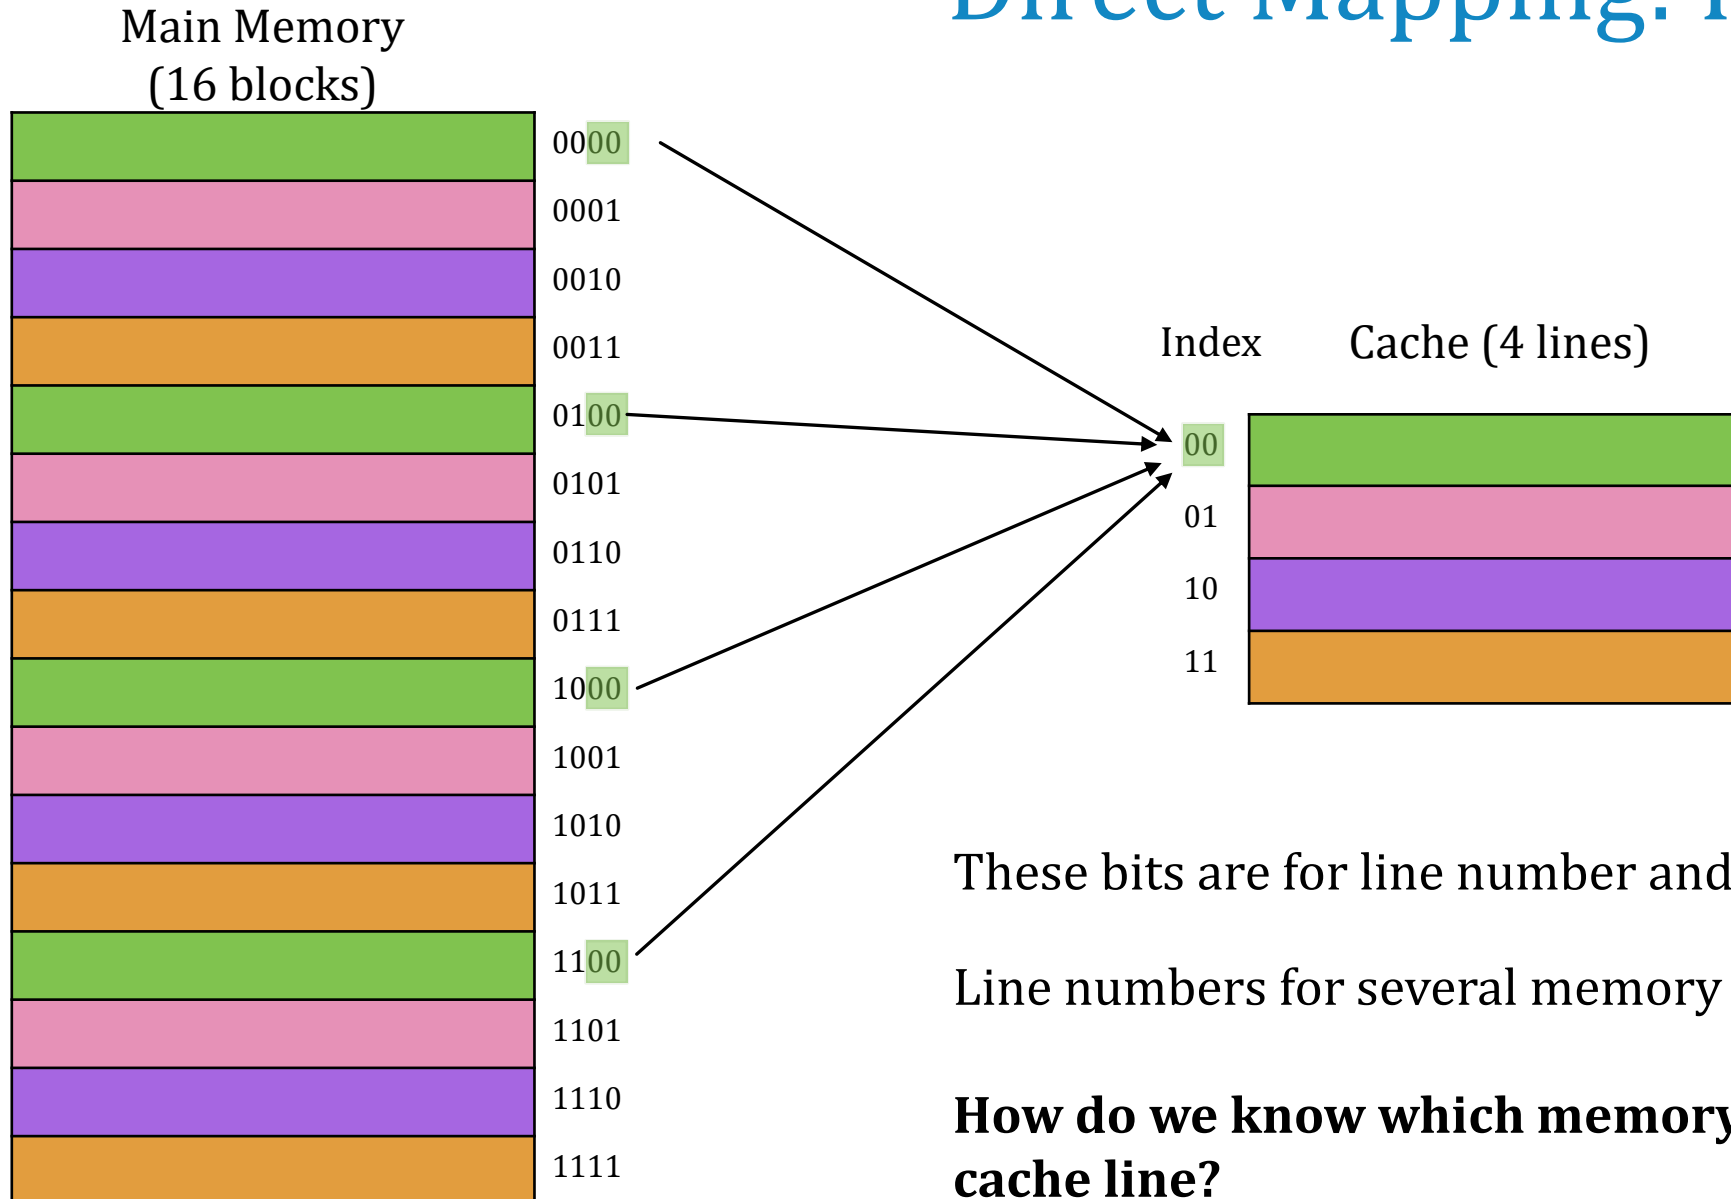 Direct Mapping:
Main Memory
(16 blocks)
0000
0001
0010
0011
0100
0101
0110
0111
1000
1001
1010
1011
1100
1101
1110
1111
Index
Cache (4 lines)
00
01
10
11
These bits are for line number and
Line numbers for several memory
How do we know which memory
cache line?